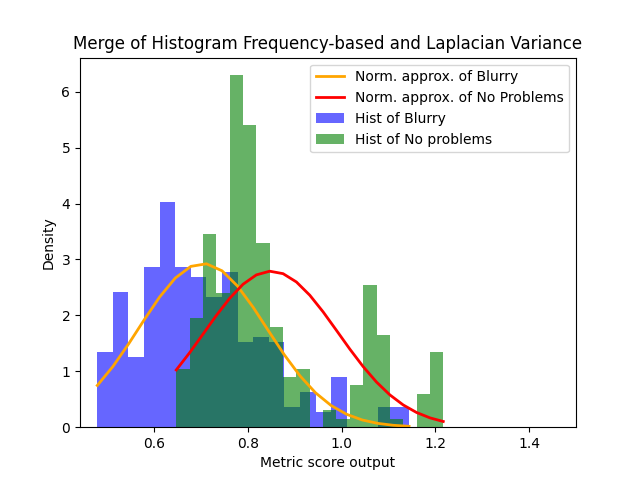 Merge of Histogram Frequency-based and Laplacian Variance
Norm. approx. of Blurry
Norm. approx. of No Problems
Hist of Blurry
Hist of No problems
6
5
4
3
2
1
0
Density
0.6 0.8 1.0 1.2 1.4
Metric score output